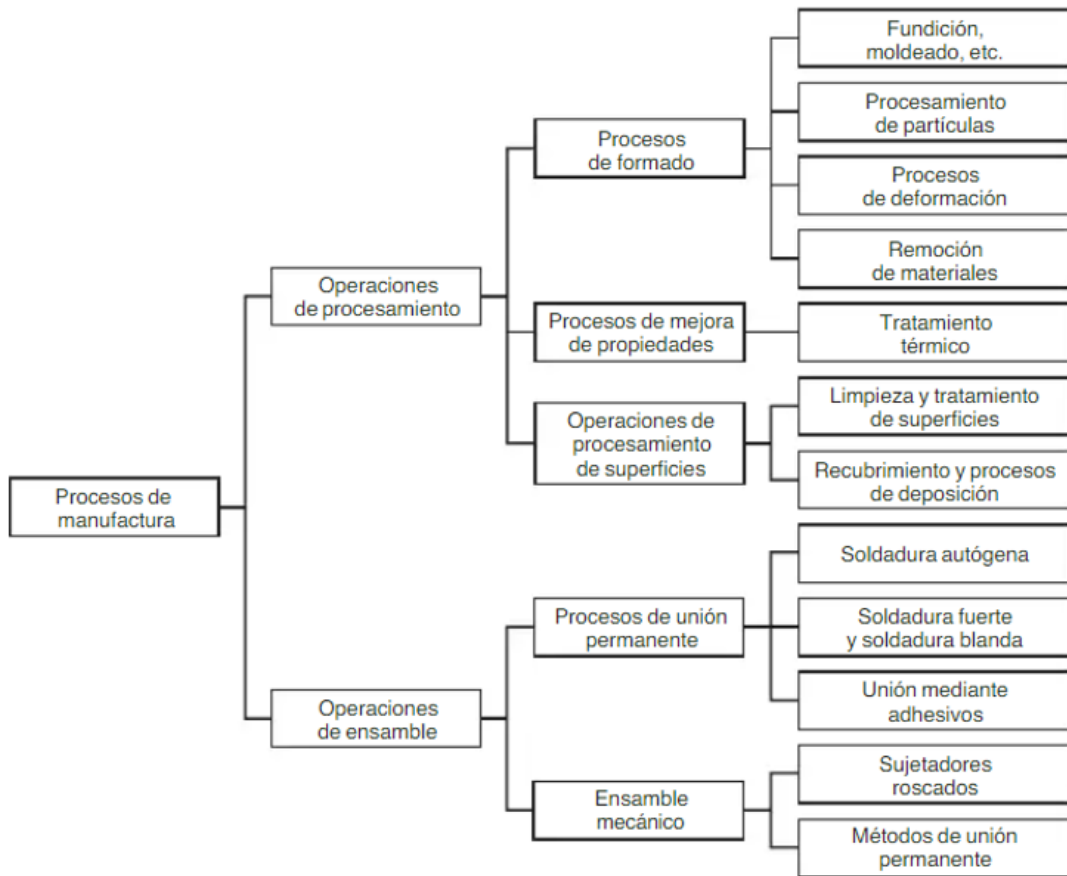 Fundición,
moldeado, etc.
Procesamiento
de partículas
Procesos
de formado
Procesos
de deformación
Remoción
de materiales
Operaciones
de procesamiento
Procesos de mejora
de propiedades
Tratamiento
térmico
Operaciones de
procesamiento
de superficies
Limpieza y tratamiento
de superficies
Recubrimiento y procesos
de deposición
Procesos de
manufactura
Soldadura autógena
Procesos de unión
permanente
Soldadura fuerte
y soldadura blanda
Unión mediante
adhesivos
Operaciones
de ensamble
Sujetadores
roscados
Ensamble
mecánico
Métodos de unión
permanente